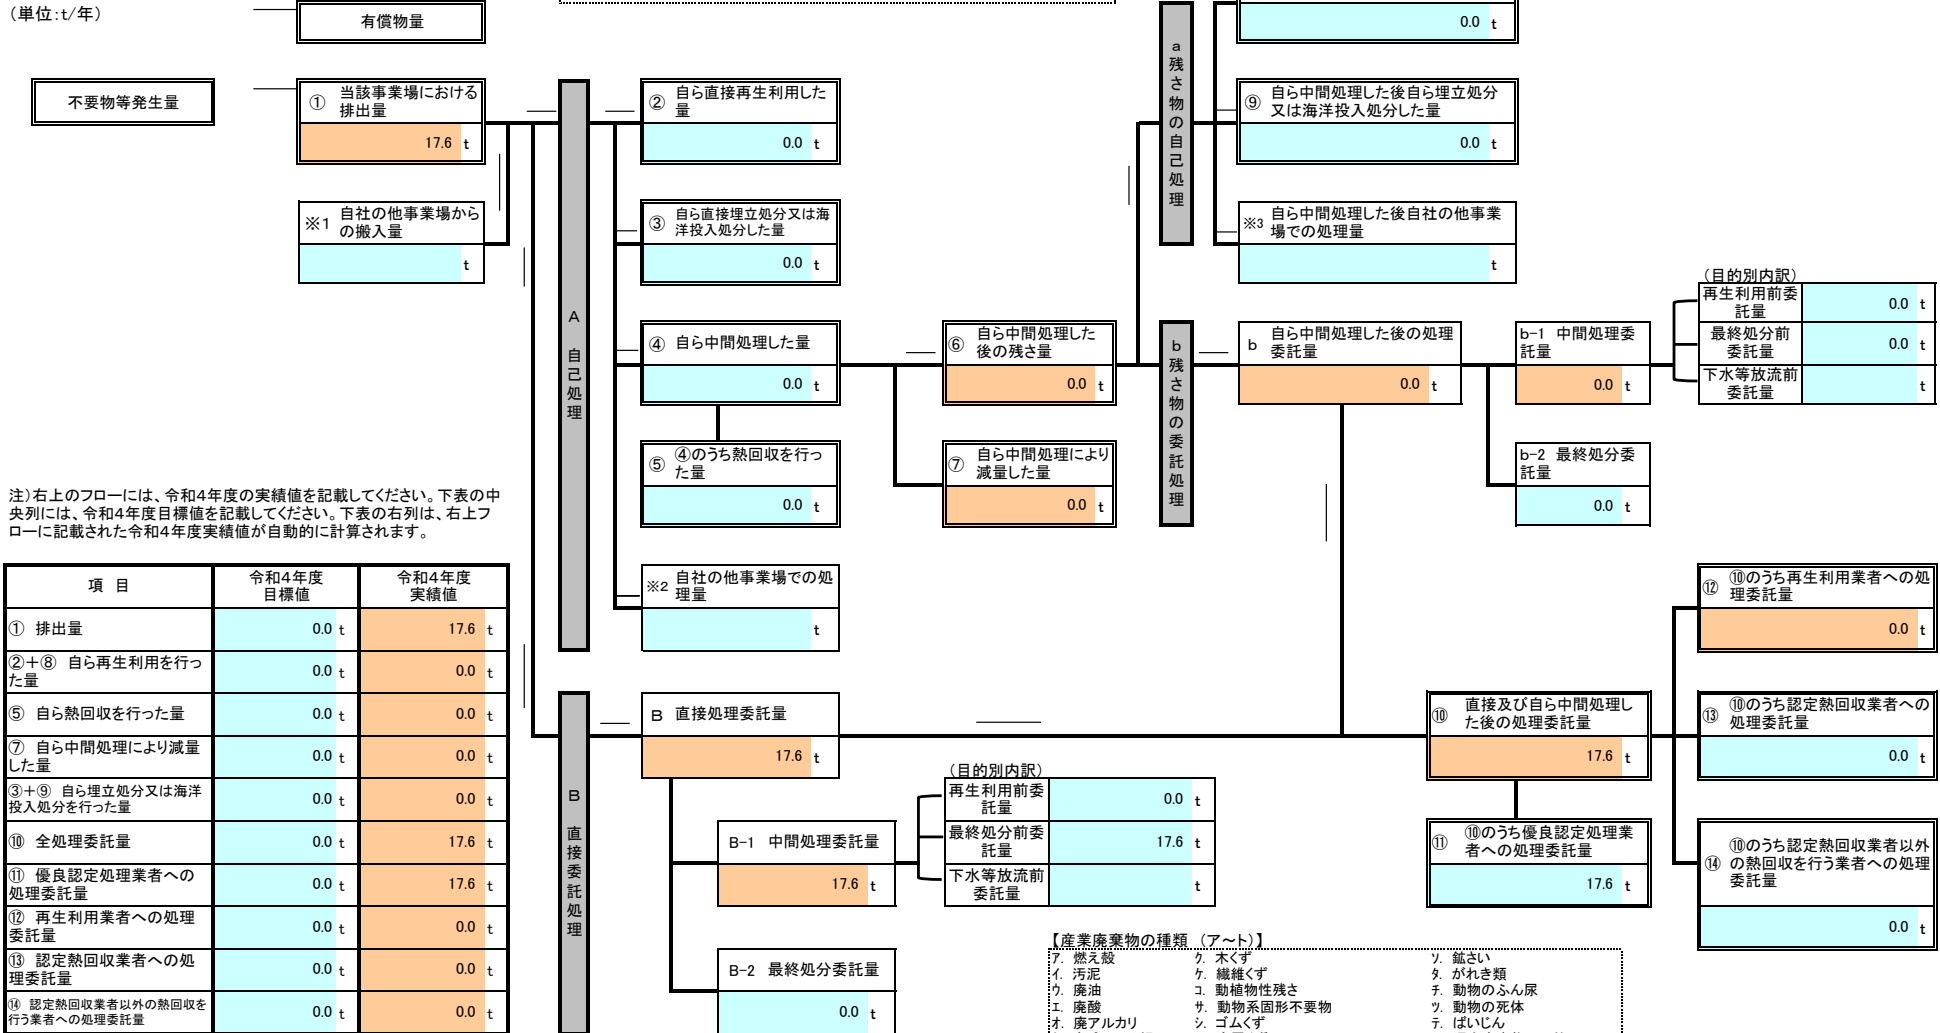 (単位:t/年)
有償物量
0.0 t
不要物等発生量
① 当該事業場における
排出量
17.6 t
※1 自社の他事業場から
の搬入量
t
A 自己処理
② 自ら直接再生利用した
量
0.0 t
③ 自ら直接埋立処分又は海
洋投入処分した量
0.0 t
④ 自ら中間処理した量
0.0 t
⑤ ④のうち熱回収を行っ
た量
0.0 t
※2 自社の他事業場での処
理量
t
⑥ 自ら中間処理した
後の残さ量
0.0 t
⑦ 自ら中間処理により
減量した量
0.0 t
a 残さ物の自己処理
⑨ 自ら中間処理した後自ら埋立処分
又は海洋投入処分した量
0.0 t
※3 自ら中間処理した後自社の他事業
場での処理量
t
b 残さ物の委託処理
b 自ら中間処理した後の処理
委託量
0.0 t
b-1 中間処理委
託量
0.0 t
b-2 最終処分委
託量
0.0 t
(目的別内訳)
再生利用前委
託量
0.0 t
最終処分前
委託量
0.0 t
下水等放流前
委託量
t
注)右上のフローには、令和4年度の実績値を記載してください。下表の中
央列には、令和4年度目標値を記載してください。下表の右列は、右上フ
ローに記載された令和4年度実績値が自動的に計算されます。
項 目 令和4年度 目標値 令和4年度 実績値
① 排出量 0.0 t 17.6 t
②+⑧ 自ら再生利用を行っ
た量 0.0 t 0.0 t
⑤ 自ら熱回収を行った量 0.0 t 0.0 t
⑦ 自ら中間処理により減量
した量 0.0 t 0.0 t
③+⑨ 自ら埋立処分又は海洋
投入処分を行った量 0.0 t 0.0 t
⑩ 全処理委託量 0.0 t 17.6 t
⑪ 優良認定処理業者への
処理委託量 0.0 t 17.6 t
⑫ 再生利用業者への処理
委託量 0.0 t 0.0 t
⑬ 認定熱回収業者への処
理委託量 0.0 t 0.0 t
⑭ 認定熱回収業者以外の熱回収を
行う業者への処理委託量 0.0 t 0.0 t
B 直接委託処理
B 直接処理委託量
17.6 t
B-1 中間処理委託量
17.6 t
B-2 最終処分委託量
0.0 t
(目的別内訳)
再生利用前委
託量
0.0 t
最終処分前委
託量
17.6 t
下水等放流前
委託量
t
⑩ 直接及び自ら中間処理し
た後の処理委託量
17.6 t
⑪ ⑩のうち優良認定処理業
者への処理委託量
17.6 t
⑫ ⑩のうち再生利用業者への処
理委託量
0.0 t
⑬ ⑩のうち認定熱回収業者への
処理委託量
0.0 t
⑭ ⑩のうち認定熱回収業者以外
の熱回収を行う業者への処理
委託量
0.0 t
【産業廃棄物の種類 (ア~ト)】
ア. 燃え殻 ク. 木くず ソ. 鉱さい
イ. 汚泥 ケ. 繊維くず タ. がれき類
ウ. 廃油 コ. 動植物性残さ チ. 動物のふん尿
エ. 廃酸 サ. 動物系固形不要物 ツ. 動物の死体
オ. 廃アルカリ シ. ゴムくず テ. ばいじん